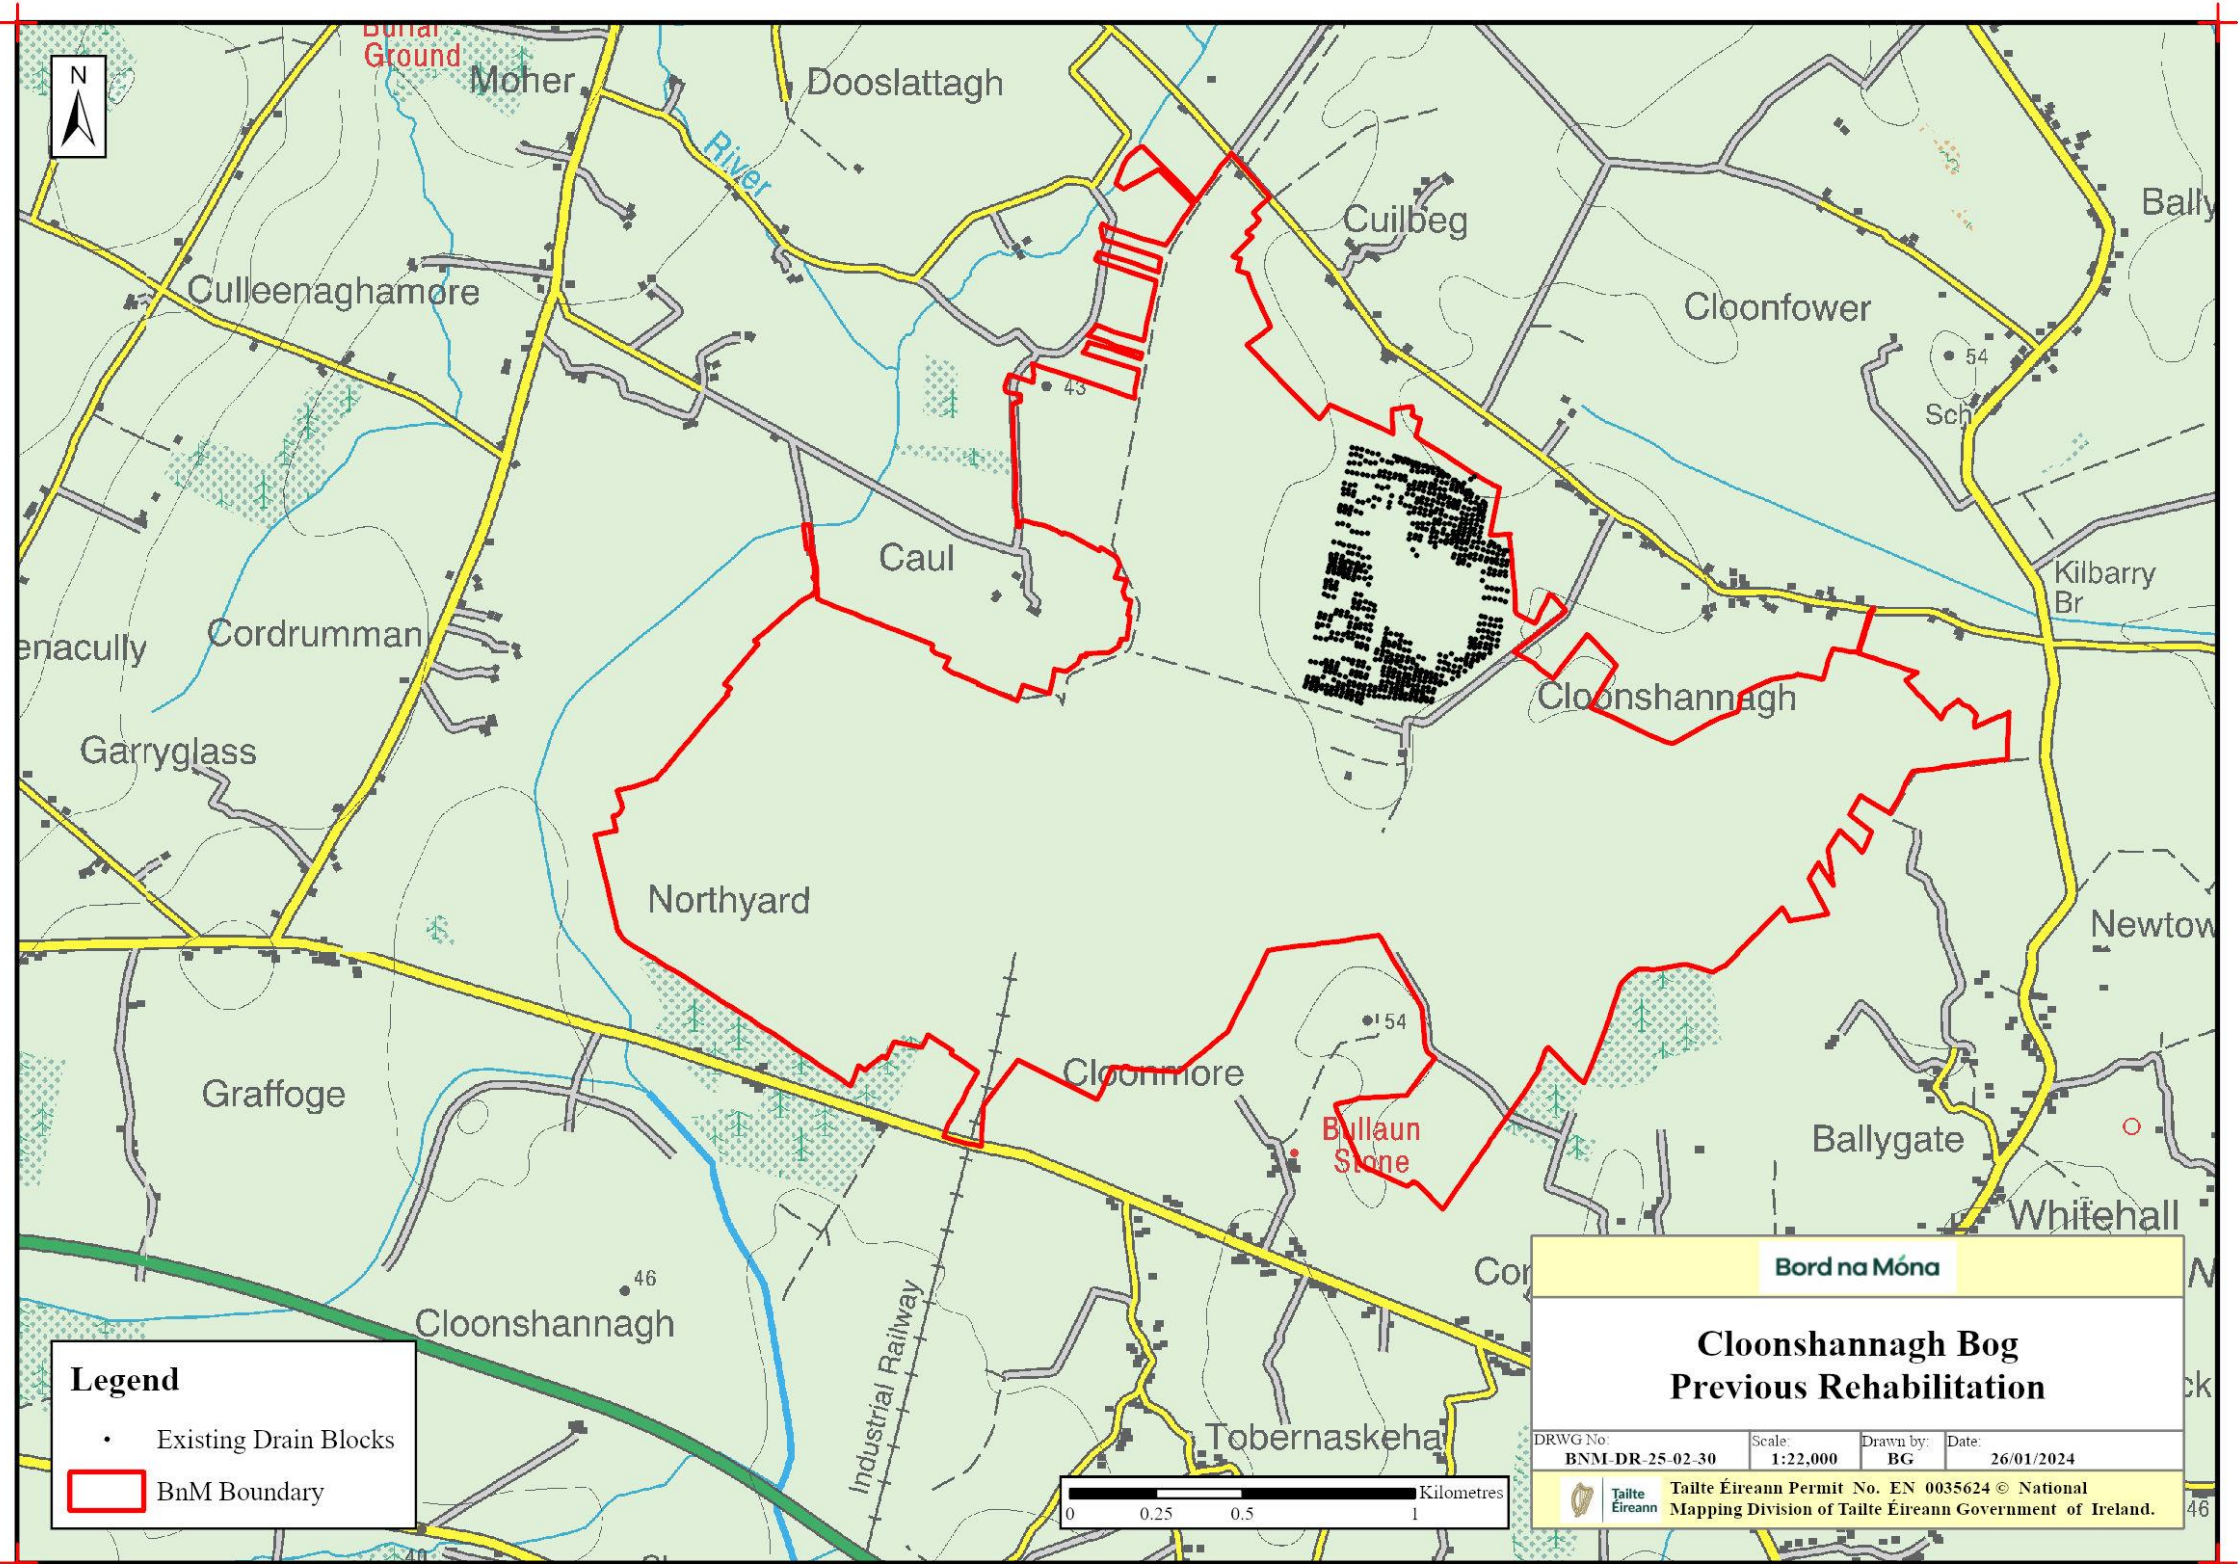 Ground
N
Moher
Dooslattagh
River
Cuilbeg
Bally
Culleenaghamore
Cloonfower
54
43
Sch
Caul
Kilbarry
Br
enacully
Cordrumman
Cloonshannagh
Garryglass
Northyard
Newtow
54
Cloonmore
Graffoge
Bullaun
Stone
Ballygate
Whitehall
46
Cloonshannagh
Industrial Railway
Tobernaskeha
46
Legend
Existing Drain Blocks
BnM Boundary
Kilometres
0 0.25 0.5 1
Bord na Móna
Cloonshannagh Bog
Previous Rehabilitation
DRWG No: Scale: Drawn by: Date:
BNM-DR-25-02-30 1:22,000 BG 26/01/2024
Tailte
Éireann
Tailte Éireann Permit No. EN 0035624 © National
Mapping Division of Tailte Éireann Government of Ireland.